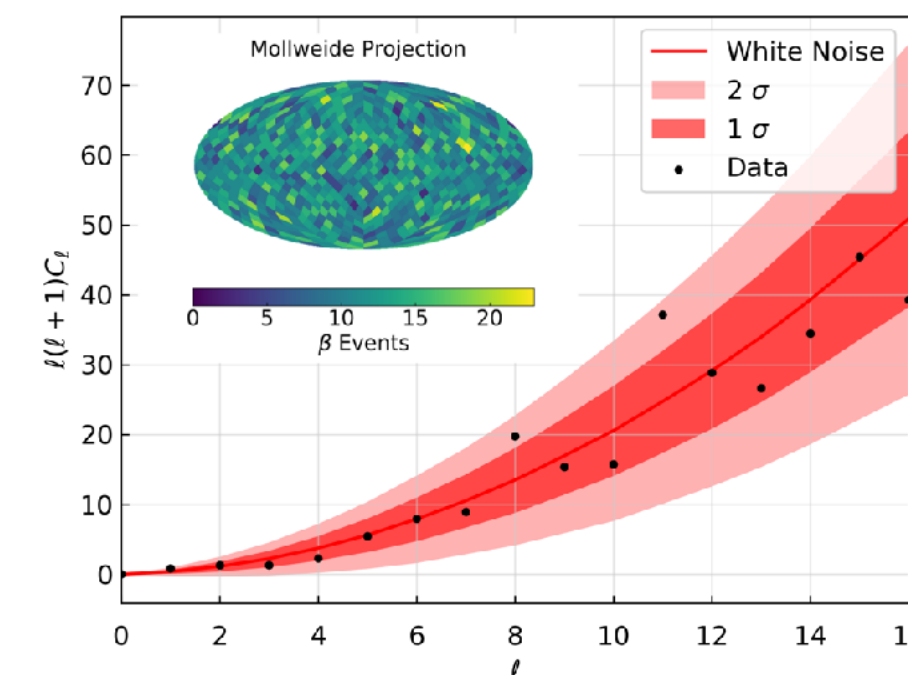 Mollweide Projection
0 5 10 15 20
β Events
White Noise
2 σ
1 σ
Data
ℓ(ℓ + 1)Cℓ
70
60
50
40
30
20
10
0
0 2 4 6 8 10 12 14
ℓ